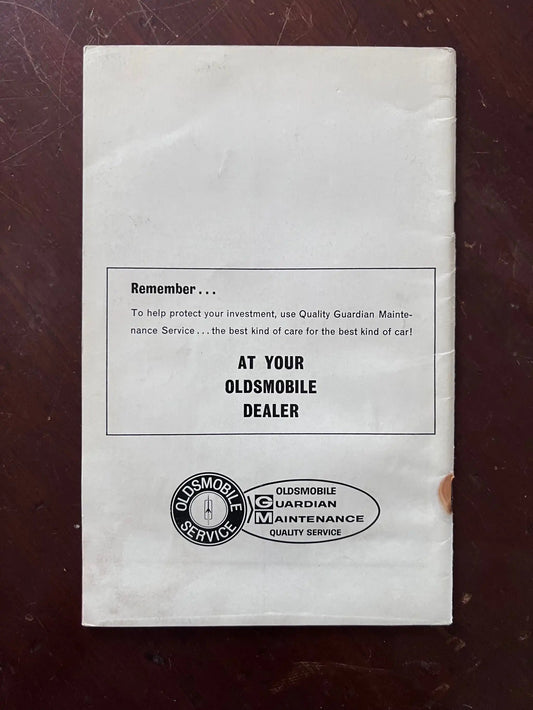 Remember...
To help protect your investment, use Quality Guardian Mainte-
nance Service...the best kind of care for the best kind of car!
AT YOUR
OLDSMOBILE
DEALER
OLDSMOBILE
SERVICE
OLDSMOBILE
GUARDIAN
MAINTENANCE
QUALITY SERVICE